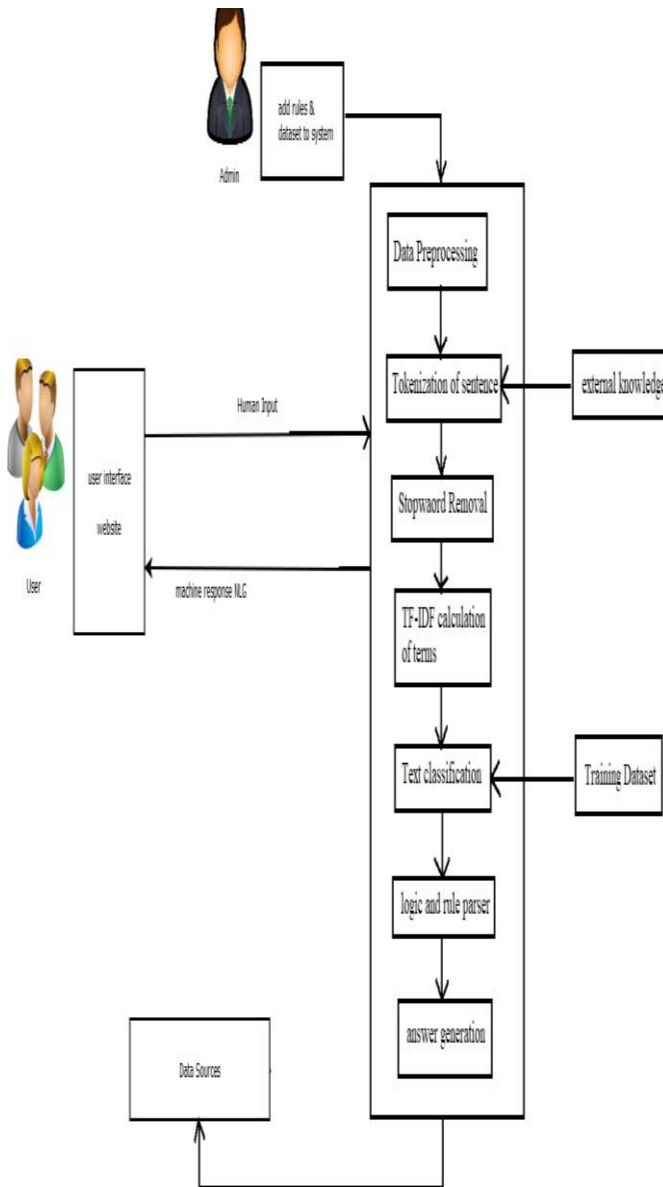 add rules &
dataset to system
Admin
Data Preprocessing
Tokenization of sentence
external knowledge
Human Input
user interface
website
Stopwaord Removal
User
machine response NLG
TF-IDF calculation
of terms
Text classification
Training Dataset
logic and rule parser
answer generation
Data Sources